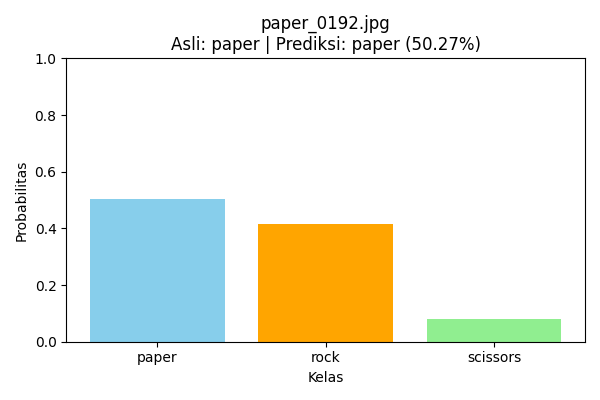 paper_0192.jpg
Asli: paper | Prediksi: paper (50.27%)
1.0
0.8
0.6
0.4
0.2
0.0
Probabilitas
paper rock scissors
Kelas